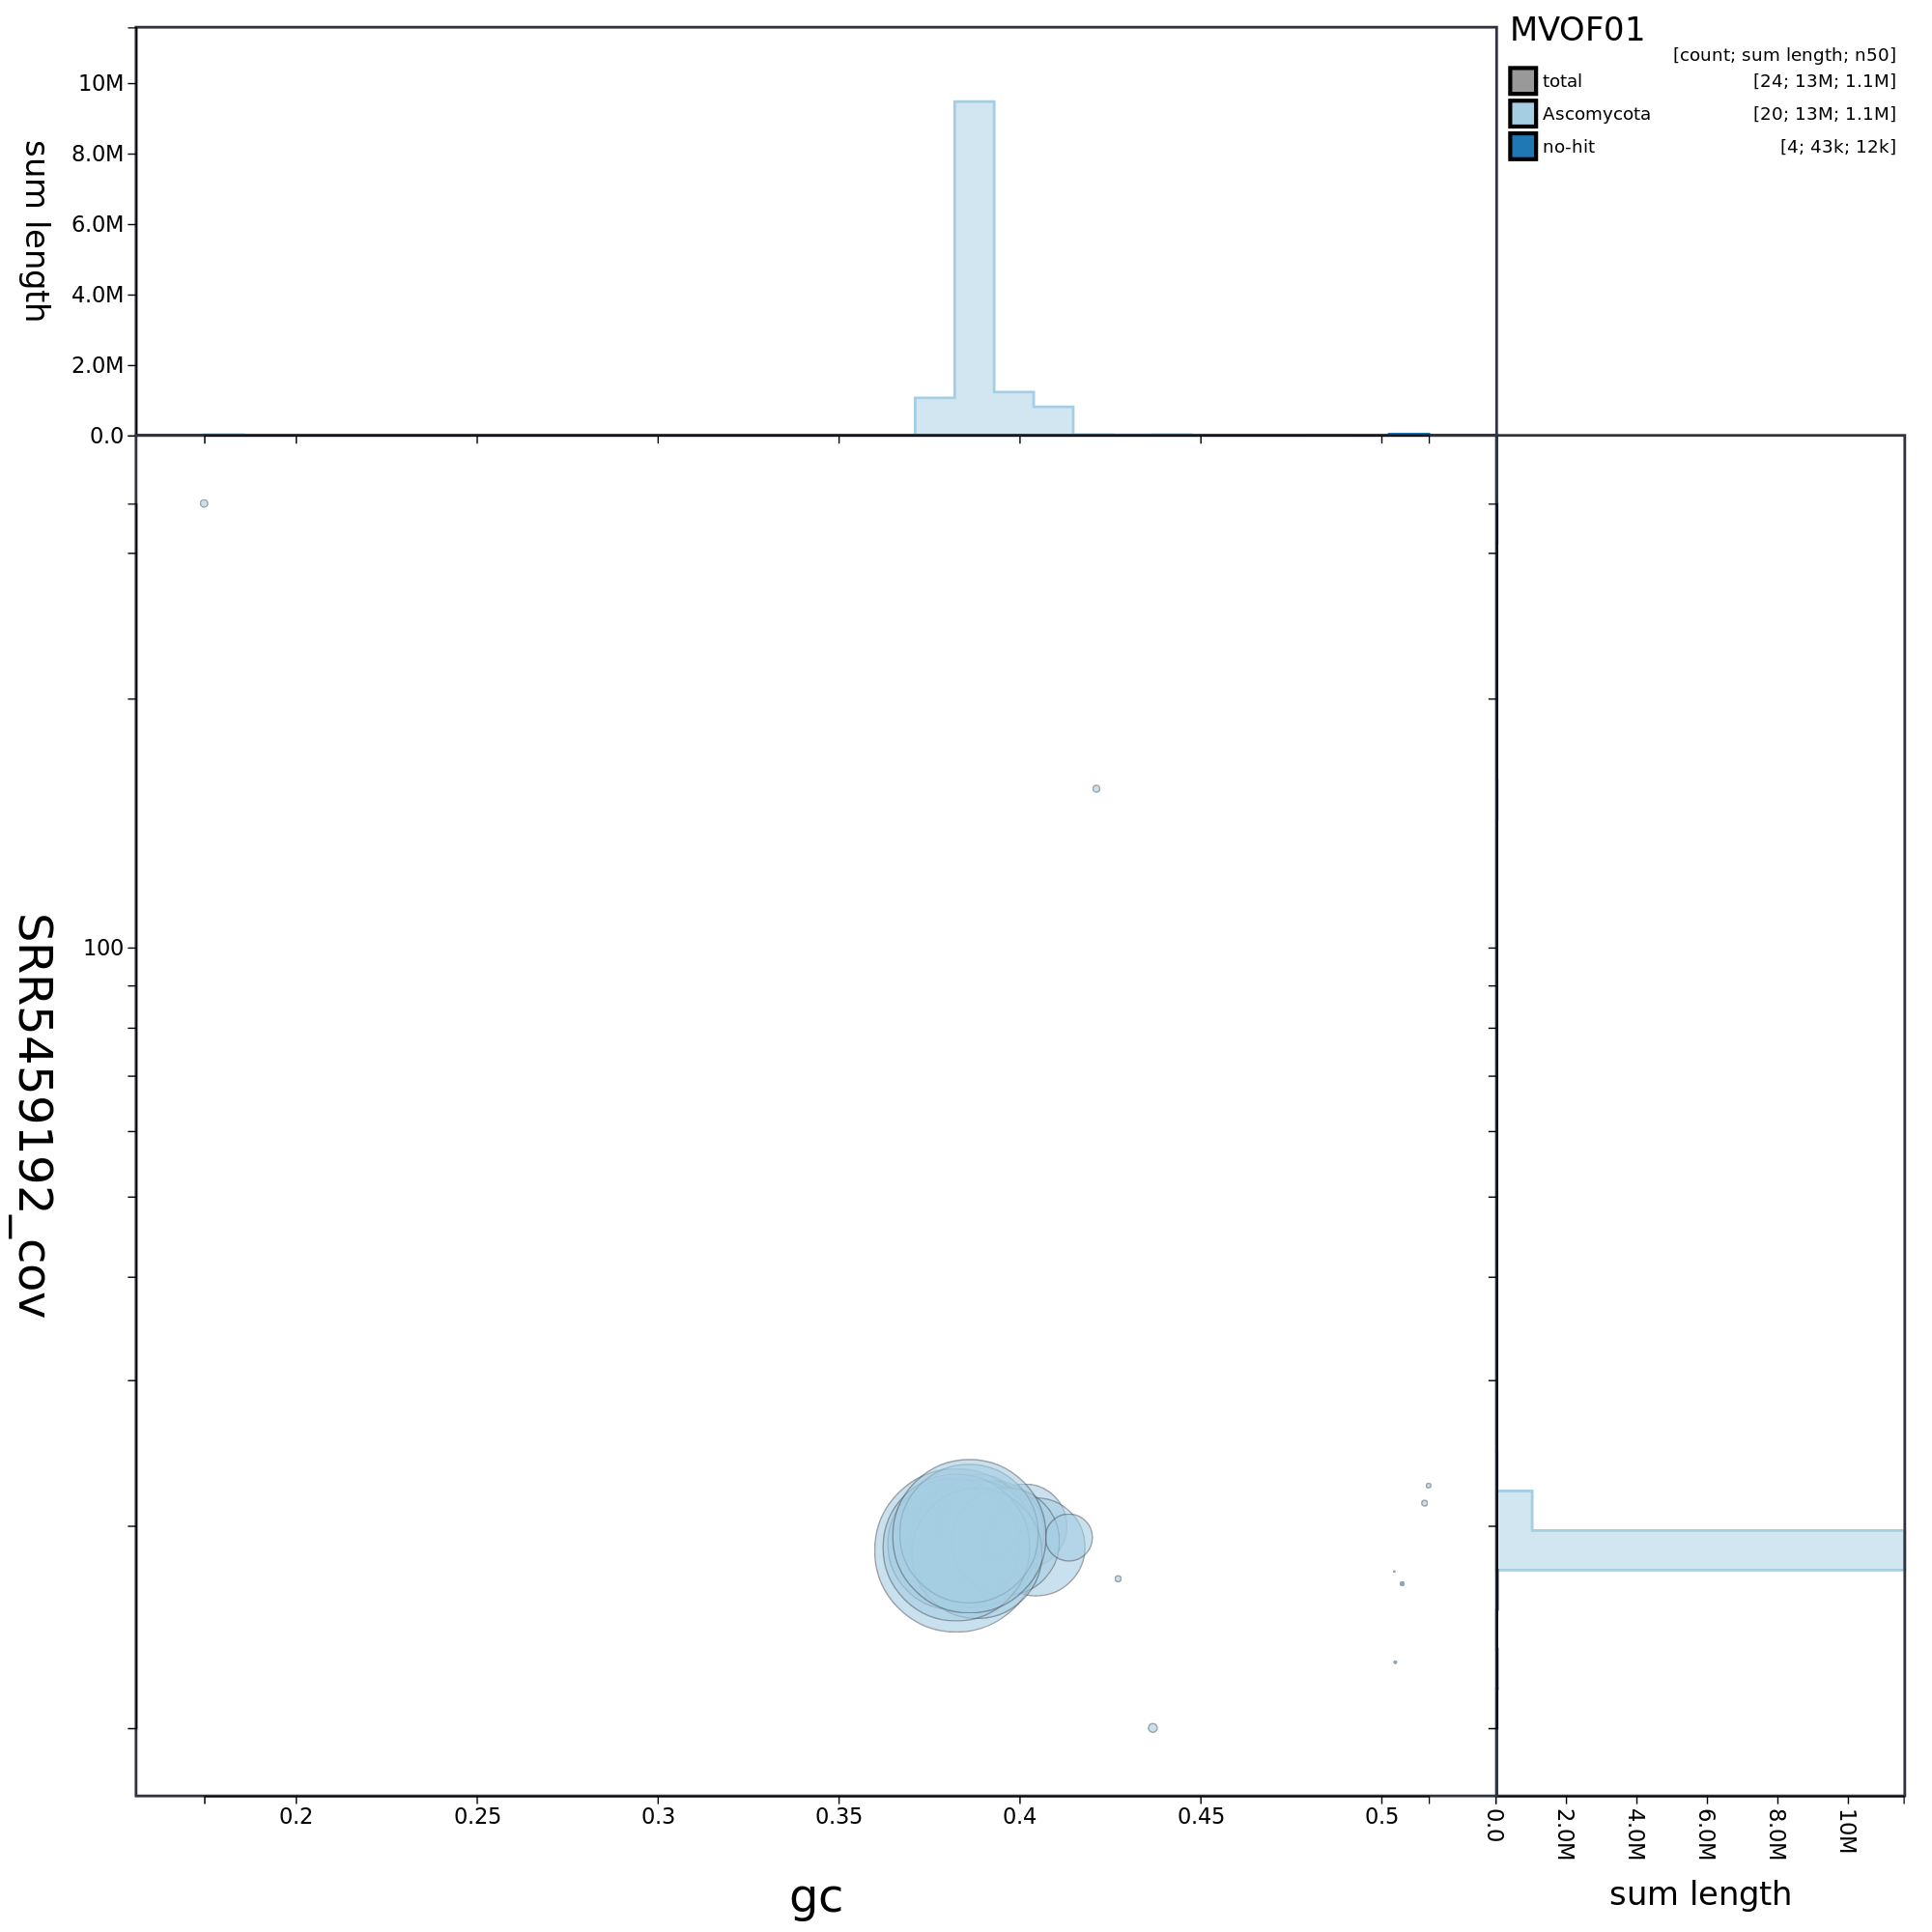 MVOF01
[count; sum length; n50]
total [24; 13M; 1.1M]
Ascomycota [20; 13M; 1.1M]
no-hit [4; 43k; 12k]
sum length
10M
8.0M
6.0M
4.0M
2.0M
0.0
SRR5459192_cov
100
0.2 0.25 0.3 0.35 0.4 0.45 0.5
gc
0.0 2.0M 4.0M 6.0M 8.0M 10M
sum length